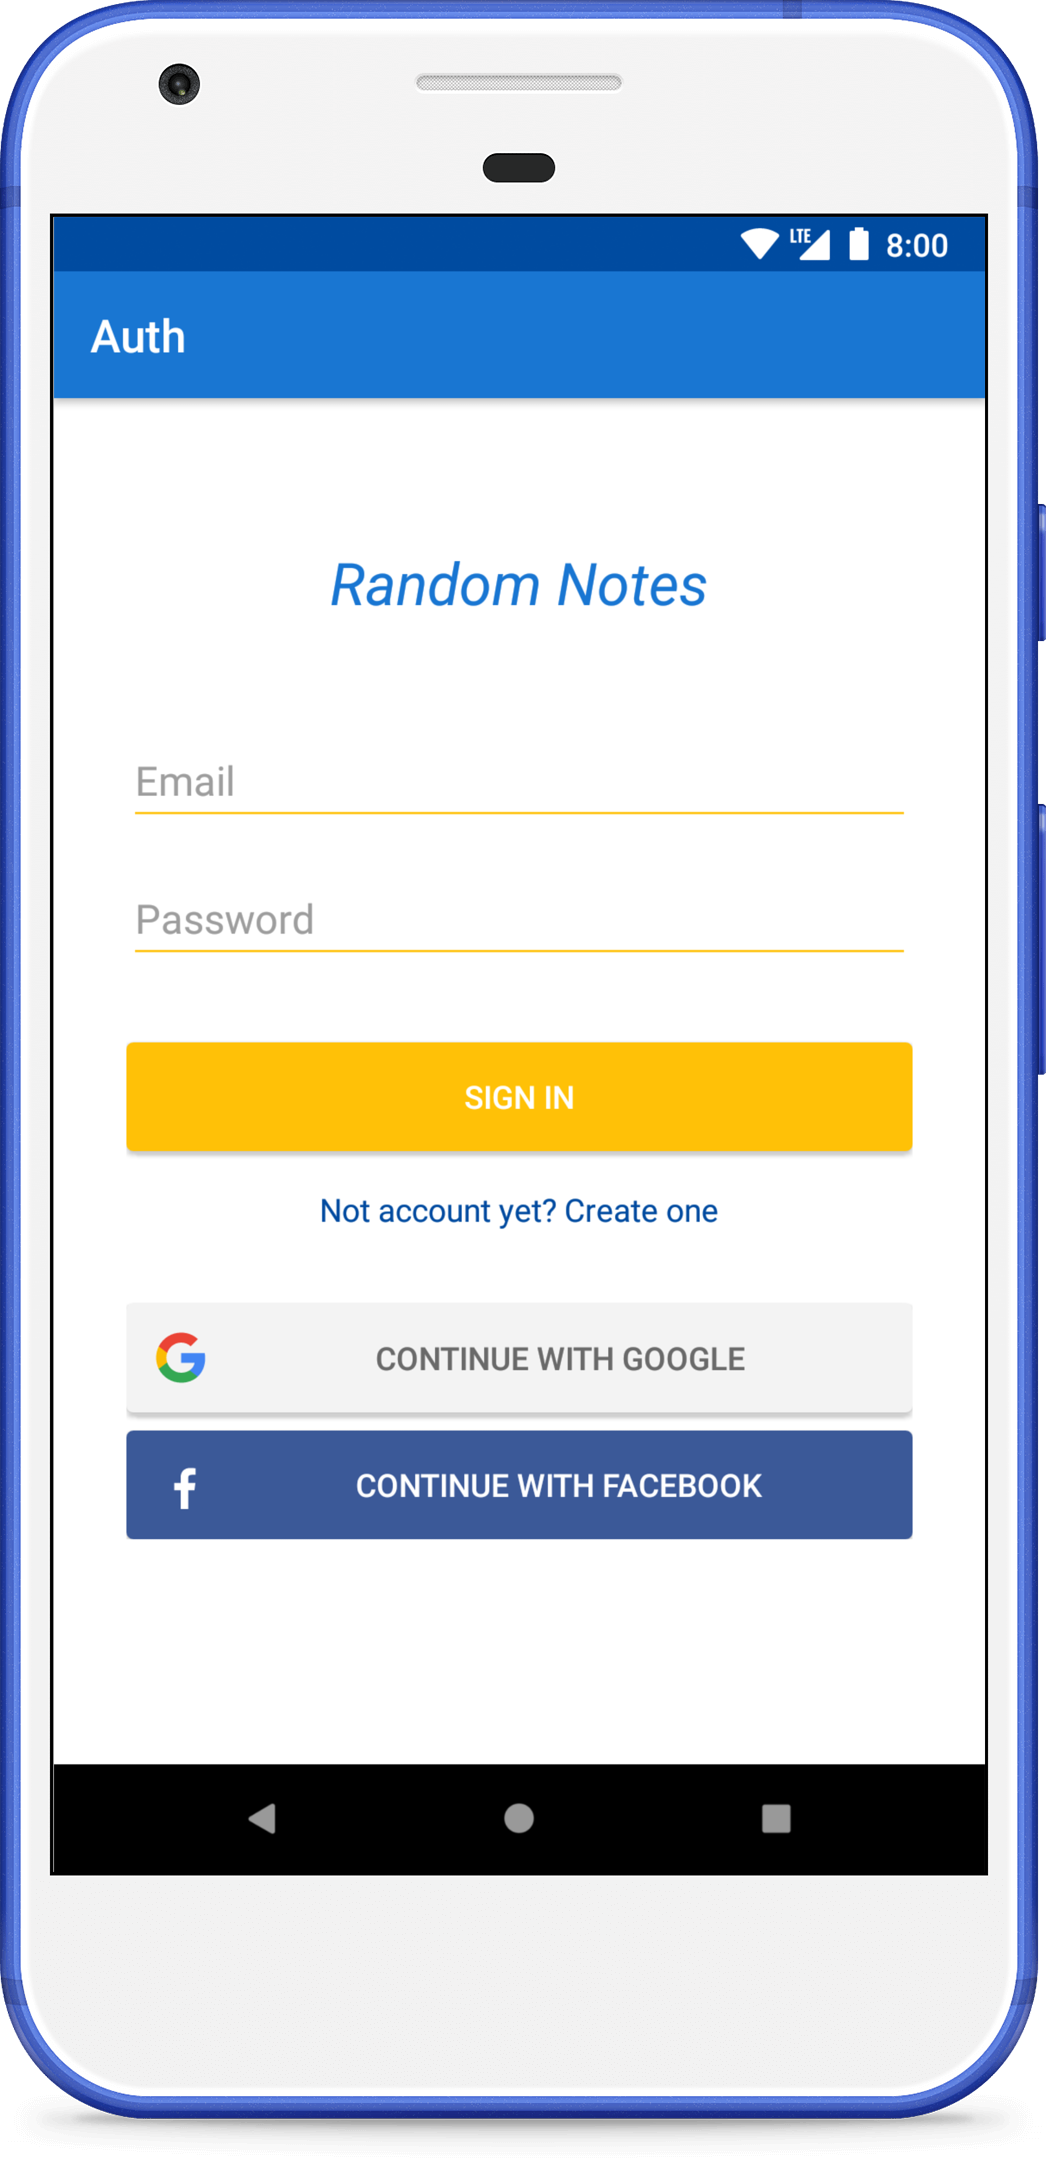 LTE 8:00
Auth
Random Notes
Email
Password
SIGN IN
Not account yet? Create one
CONTINUE WITH GOOGLE
CONTINUE WITH FACEBOOK